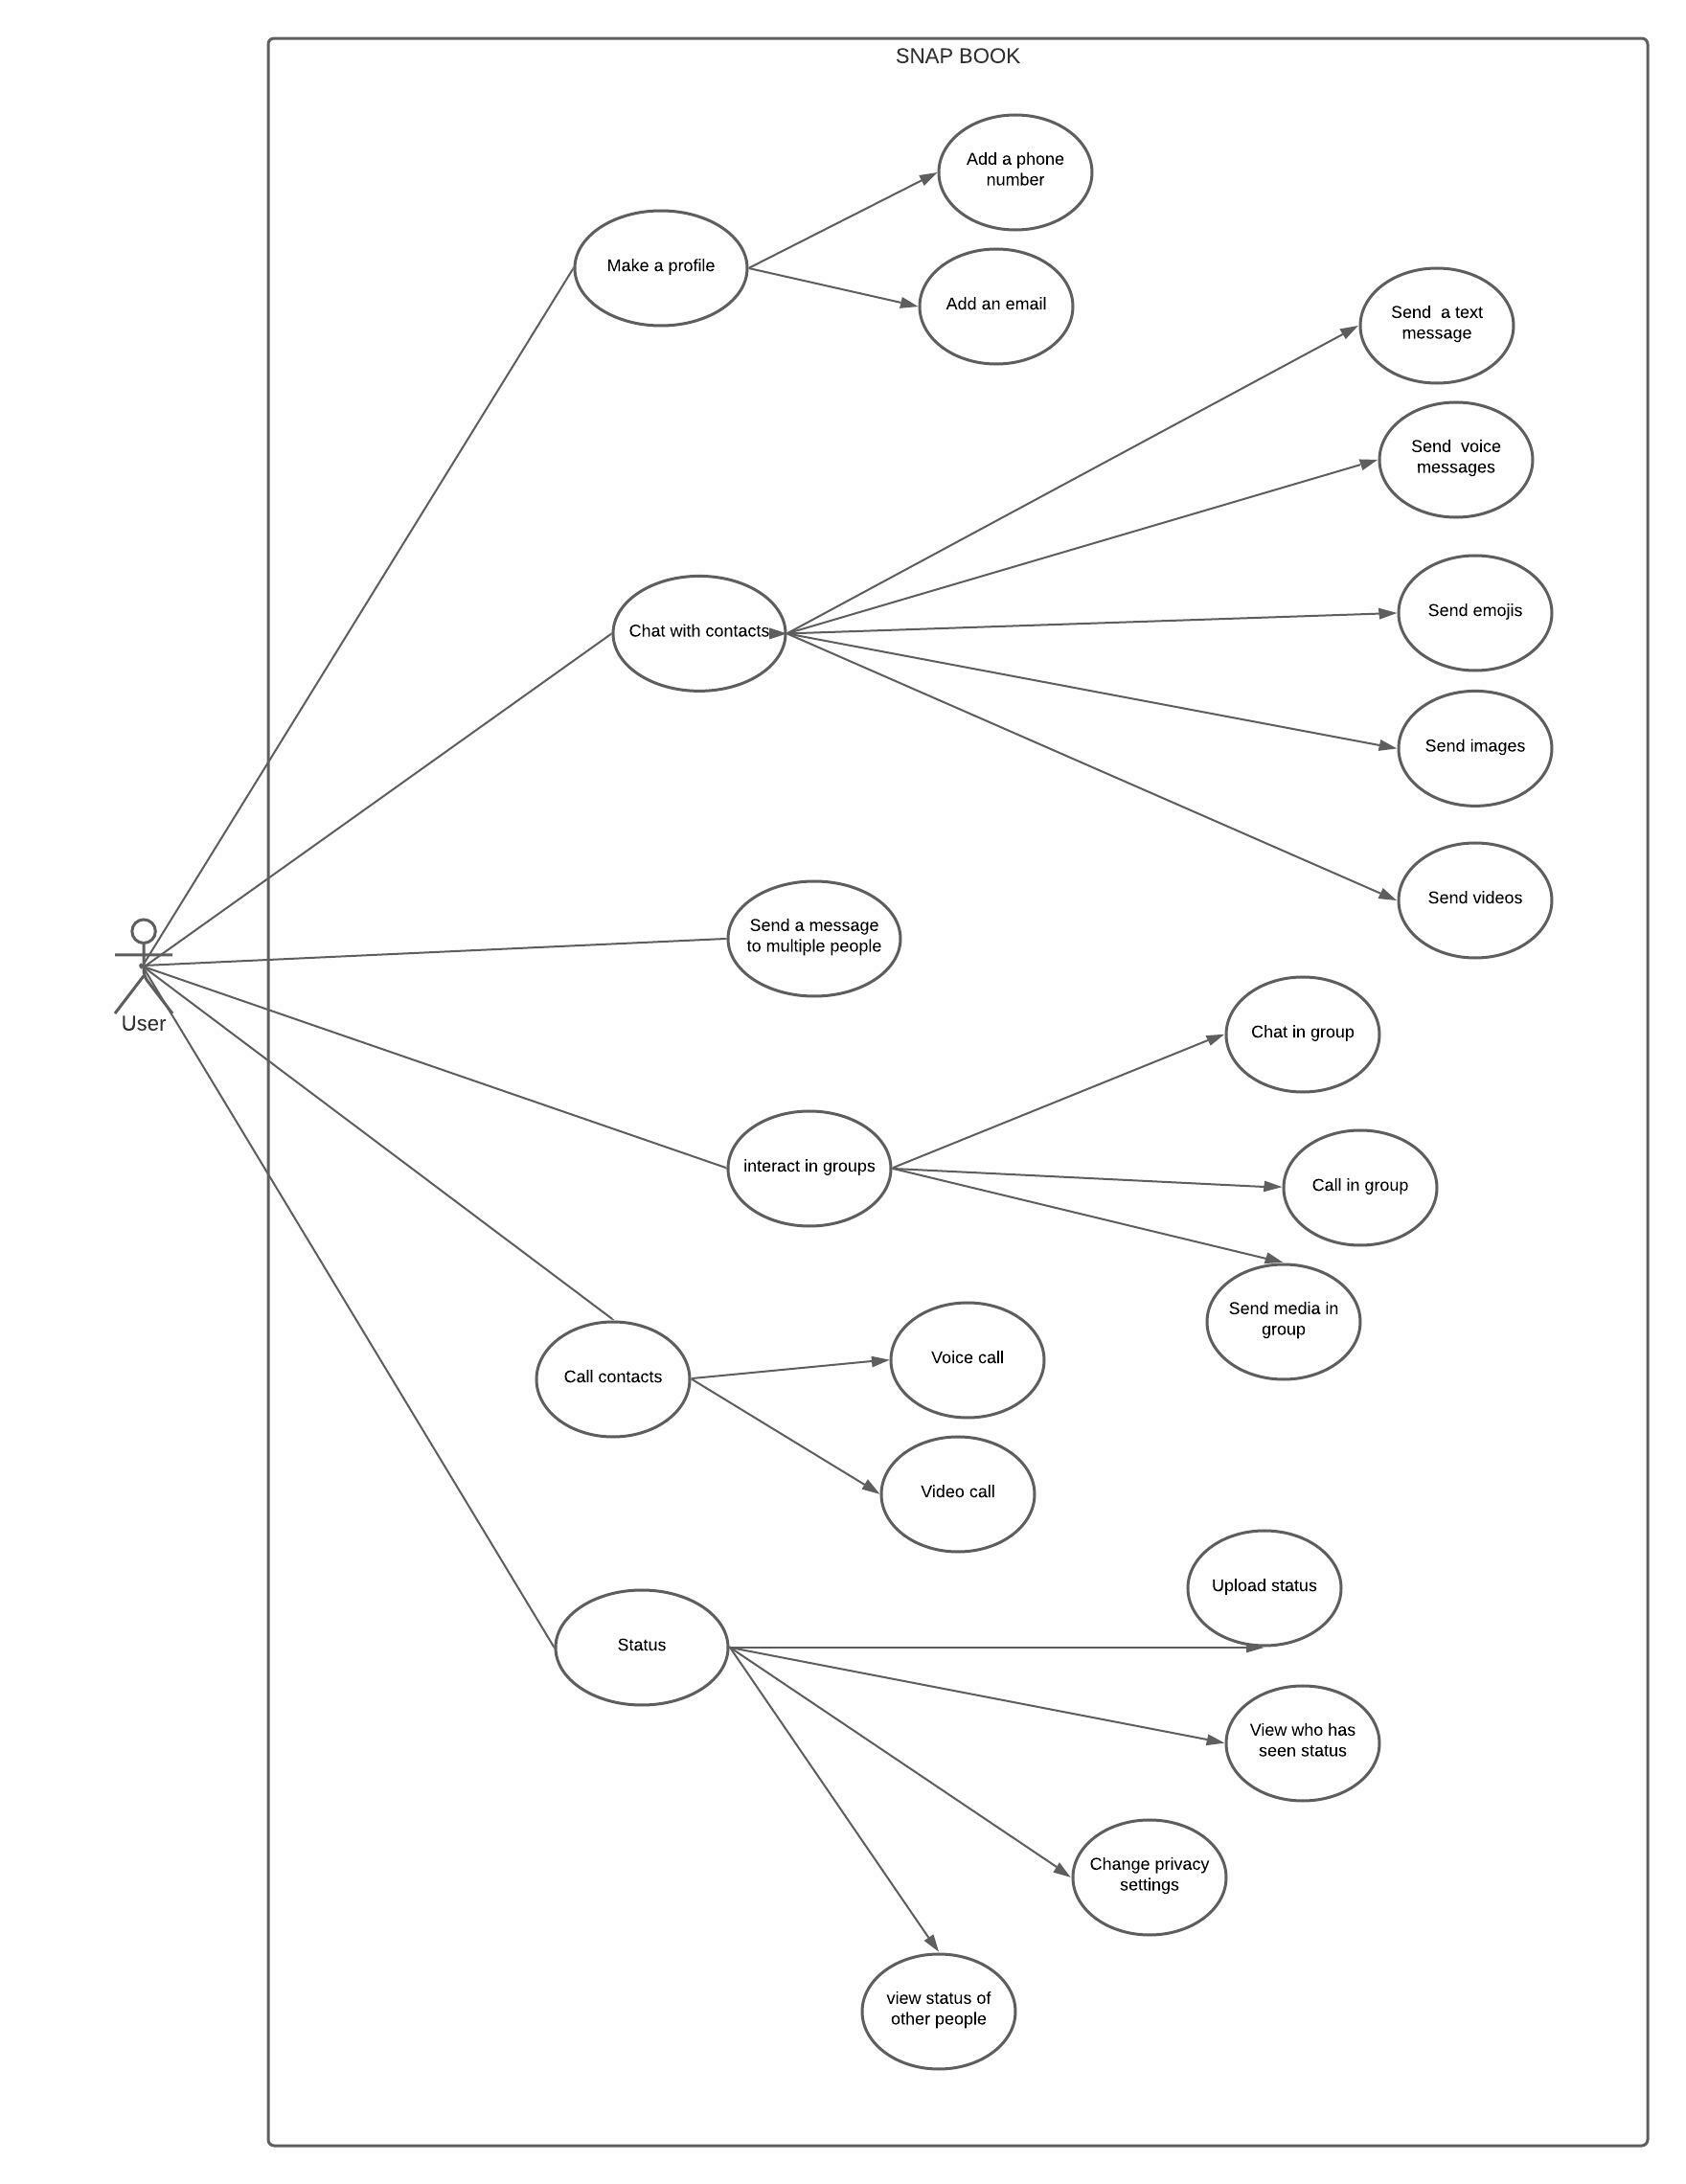 SNAP BOOK
Add a phone
number
Make a profile
Add an email
Send  a text
message
Send  voice
messages
Send emojis
Chat with contacts
Send images
Send videos
Send a message
to multiple people
User
Chat in group
interact in groups
Call in group
Send media in
group
Voice call
Call contacts
Video call
Upload status
Status
View who has
seen status
Change privacy
settings
view status of
other people